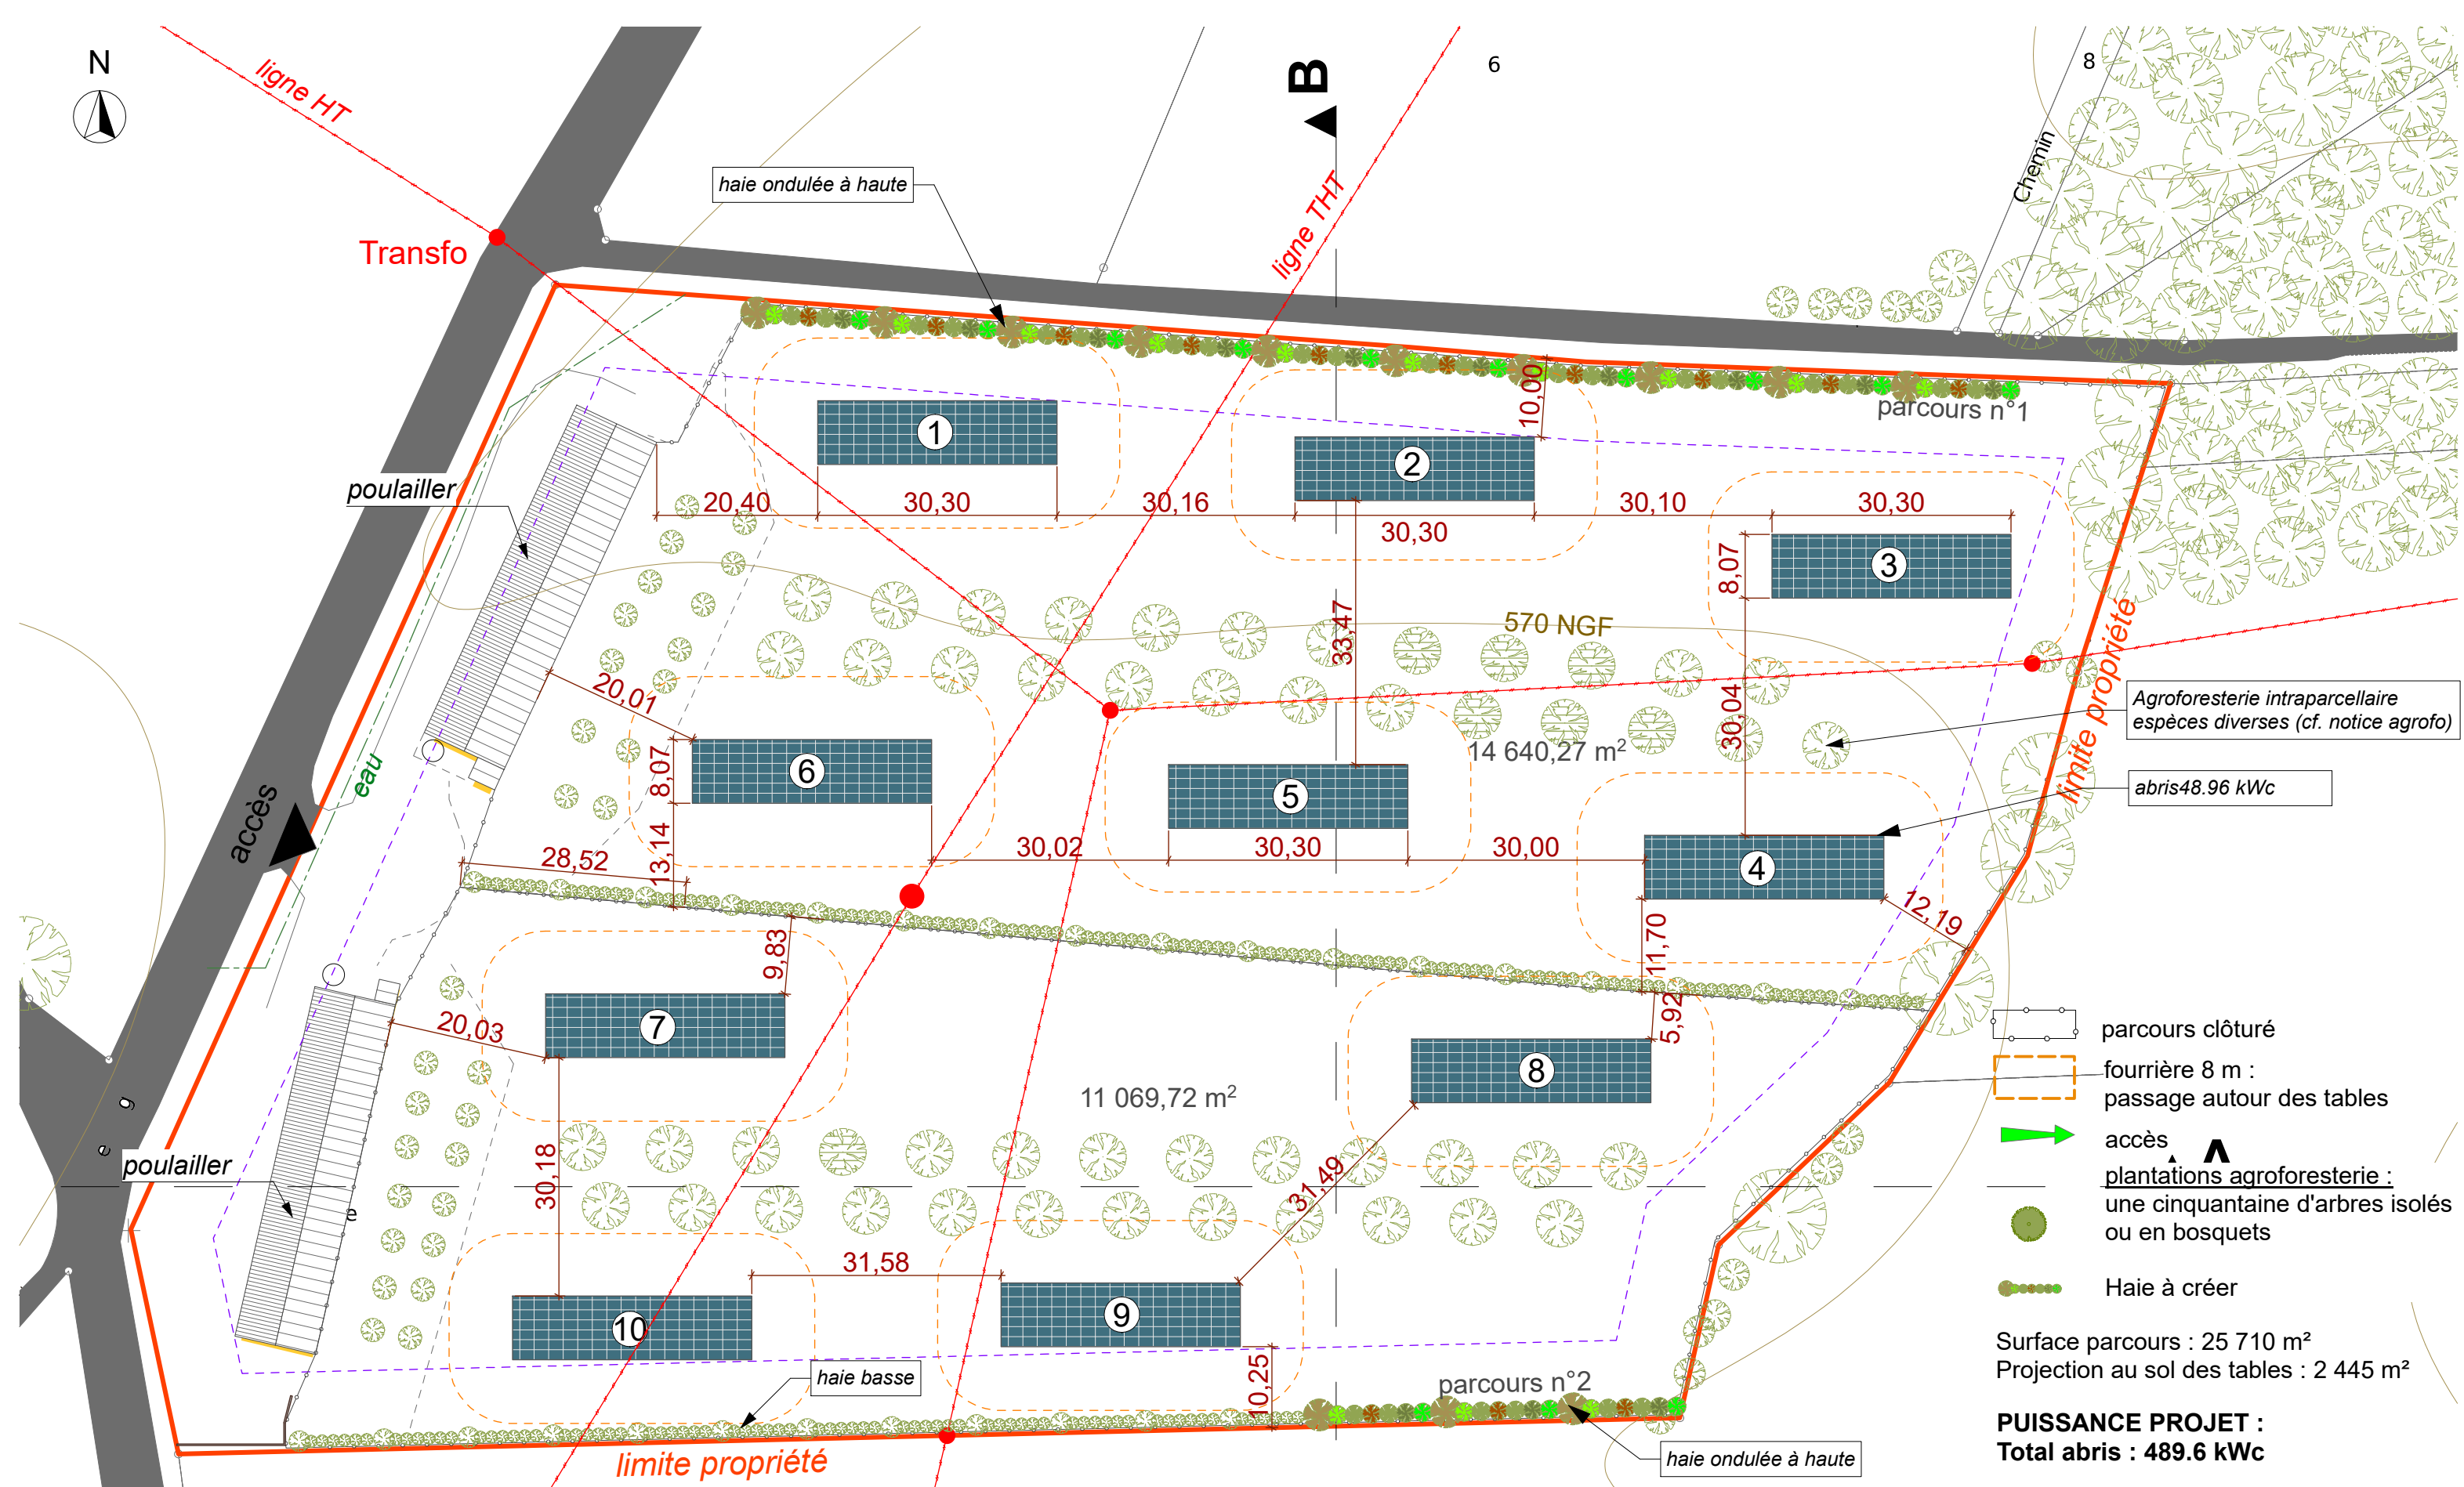 N
ligne HT
B
6
8
Chemin
haie ondulée à haute
ligne THT
Transfo
10,00
parcours n°1
1
2
poulailler
20,40
30,30
30,16
30,30
30,10
30,30
3
8,07
33,47
570 NGF
limite propriété
20,01
Agroforesterie intraparcellaire
espèces diverses (cf. notice agrofo)
30,04
14 640,27 m²
6
8,07
5
abris48.96 kWc
eau
accès
28,52
13,14
30,02
30,30
30,00
4
12,19
9,83
11,70
5,92
20,03
7
8
parcours clôturé
fourrière 8 m :
passage autour des tables
accès
plantations agroforesterie :
une cinquantaine d'arbres isolés
ou en bosquets
Haie à créer
g
e
11 069,72 m²
poulailler
e
30,18
31,49
31,58
10
9
10,25
haie basse
parcours n°2
limite propriété
haie ondulée à haute
Surface parcours : 25 710 m²
Projection au sol des tables : 2 445 m²
PUISSANCE PROJET :
Total abris : 489.6 kWc